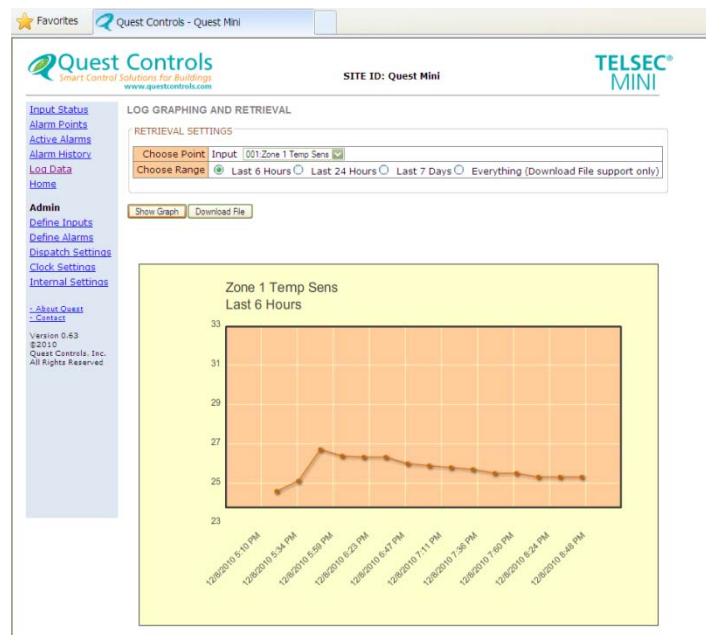 Favorites
Quest Controls - Quest Mini
Quest Controls
Smart Control Solutions for Buildings
www.questcontrols.com
SITE ID: Quest Mini
TELSEC®
MINI
Input Status
Alarm Points
Active Alarms
Alarm History
Log Data
Home
Admin
Define Inputs
Define Alarms
Dispatch Settings
Clock Settings
Internal Settings
- About Quest
- Contact
Version 0.63
©2010
Quest Controls, Inc.
All Rights Reserved
LOG GRAPHING AND RETRIEVAL
RETRIEVAL SETTINGS
Choose Point Input 001:Zone 1 Temp Sens
Choose Range Last 6 Hours Last 24 Hours Last 7 Days Everything (Download File support only)
Show Graph Download File
Zone 1 Temp Sens
Last 6 Hours
33
31
29
27
25
23
12/8/2010 5:10 PM
12/8/2010 5:34 PM
12/8/2010 5:59 PM
12/8/2010 6:23 PM
12/8/2010 6:47 PM
12/8/2010 7:11 PM
12/8/2010 7:36 PM
12/8/2010 7:60 PM
12/8/2010 8:24 PM
12/8/2010 8:48 PM